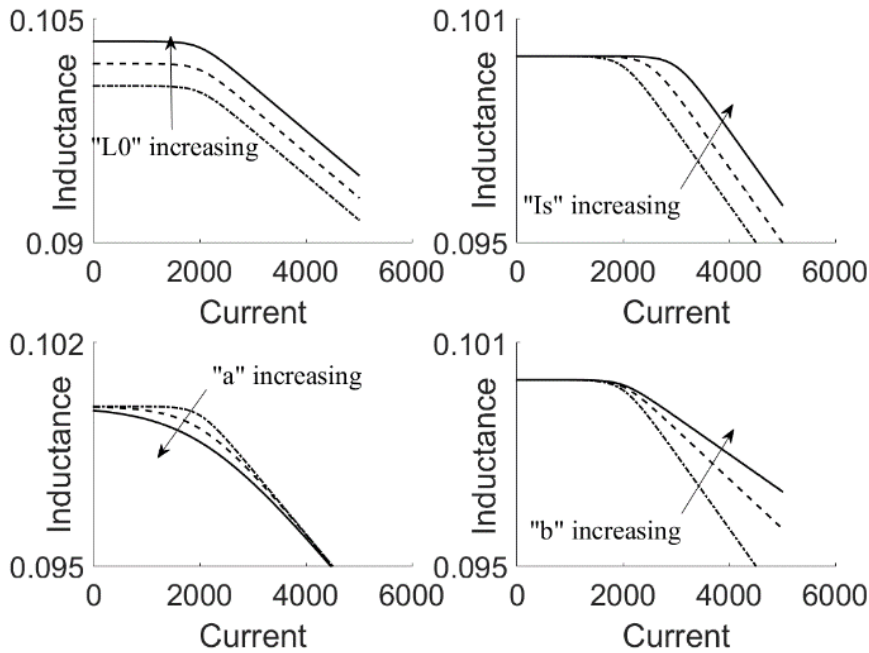 0.105
Inductance
"L0" increasing
0.09
0 2000 4000 6000
Current
0.101
Inductance
"Is" increasing
0.095
0 2000 4000 6000
Current
0.102
Inductance
"a" increasing
0.095
0 2000 4000 6000
Current
0.101
Inductance
"b" increasing
0.095
0 2000 4000 6000
Current